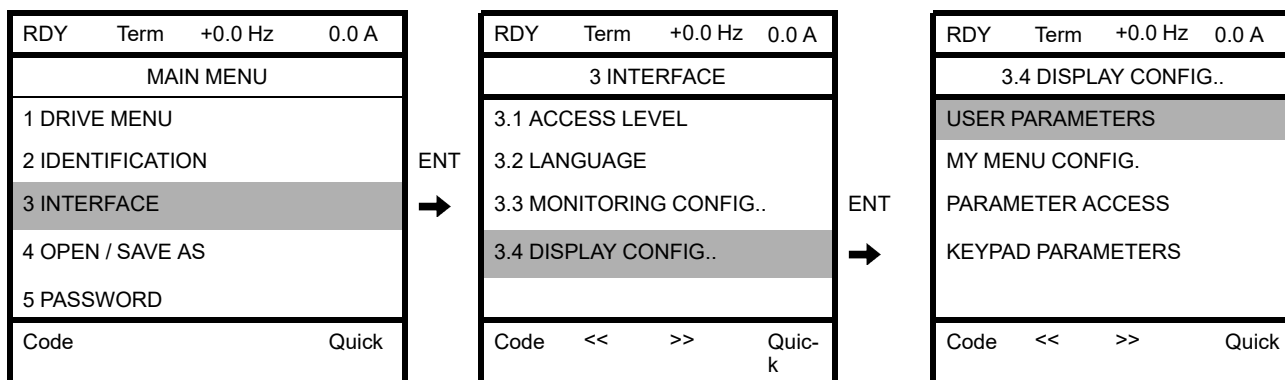 RDY Term +0.0 Hz 0.0 A
MAIN MENU
1 DRIVE MENU
2 IDENTIFICATION
3 INTERFACE
4 OPEN / SAVE AS
5 PASSWORD
Code Quick
ENT
RDY Term +0.0 Hz 0.0 A
3 INTERFACE
3.1 ACCESS LEVEL
3.2 LANGUAGE
3.3 MONITORING CONFIG..
3.4 DISPLAY CONFIG..
Code << >> Quic-
k
ENT
RDY Term +0.0 Hz 0.0 A
3.4 DISPLAY CONFIG..
USER PARAMETERS
MY MENU CONFIG.
PARAMETER ACCESS
KEYPAD PARAMETERS
Code << >> Quick